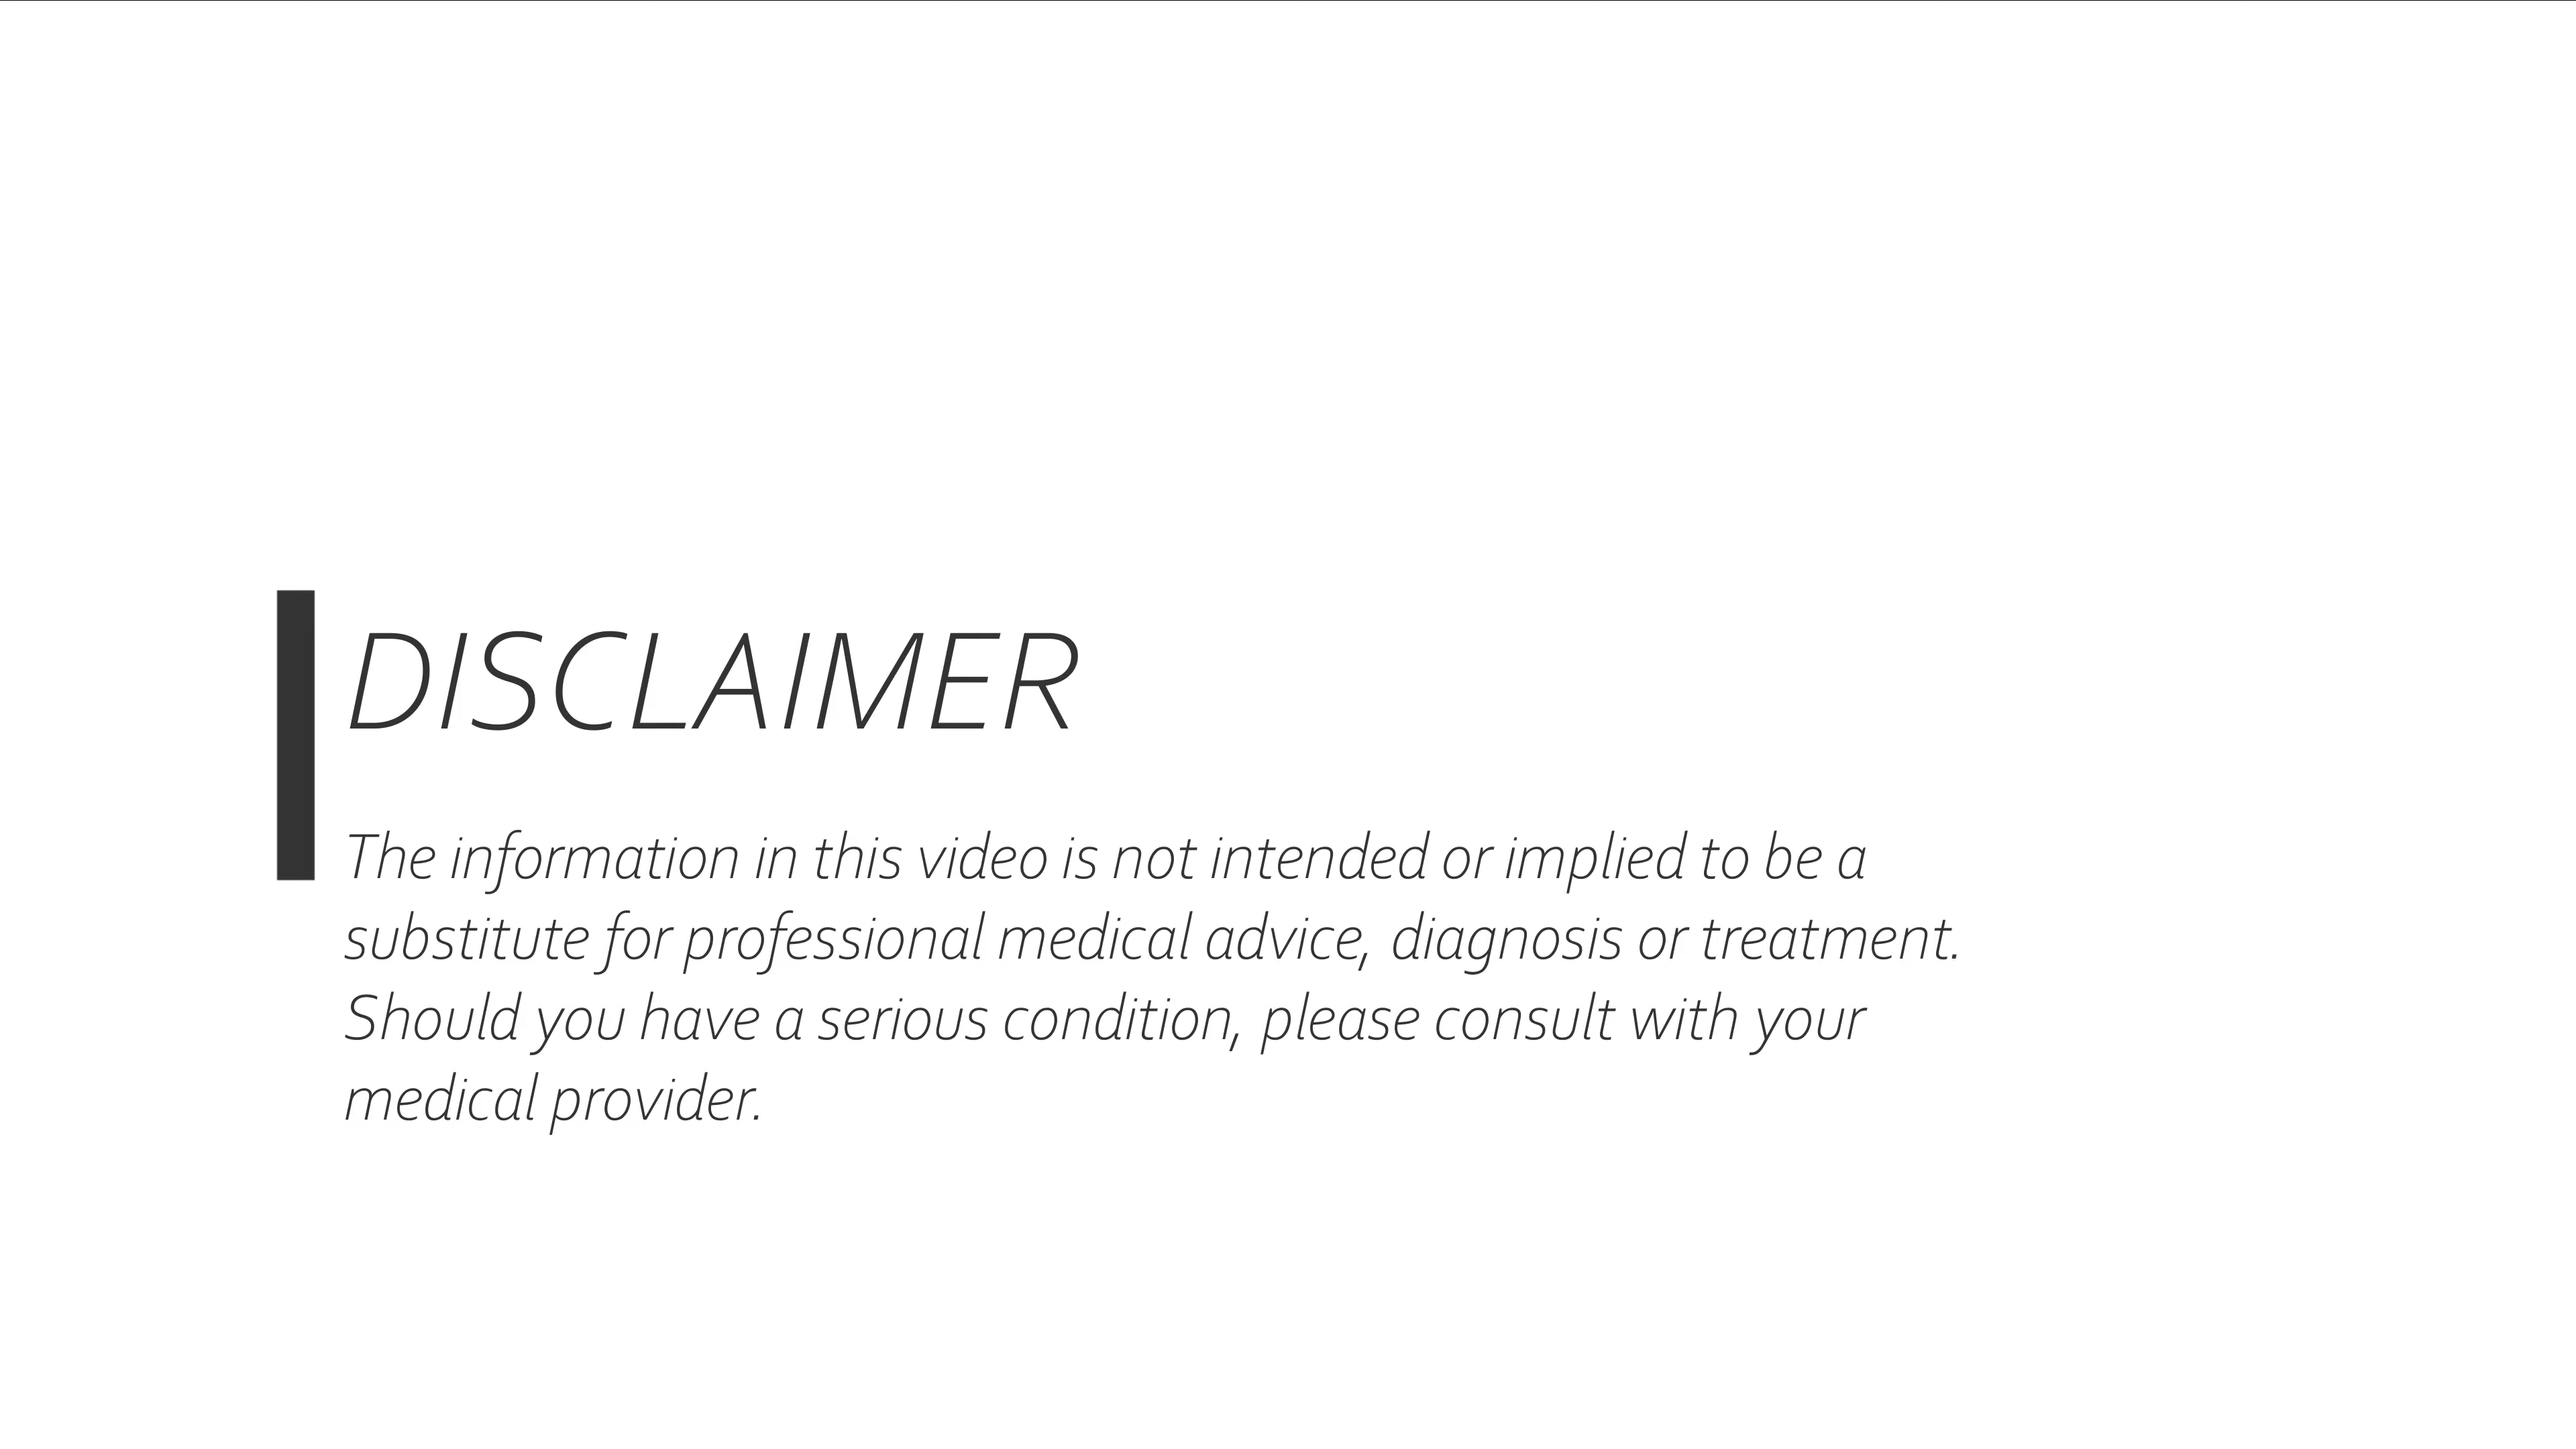 DISCLAIMER
The information in this video is not intended or implied to be a
substitute for professional medical advice, diagnosis or treatment.
Should you have a serious condition, please consult with your
medical provider.